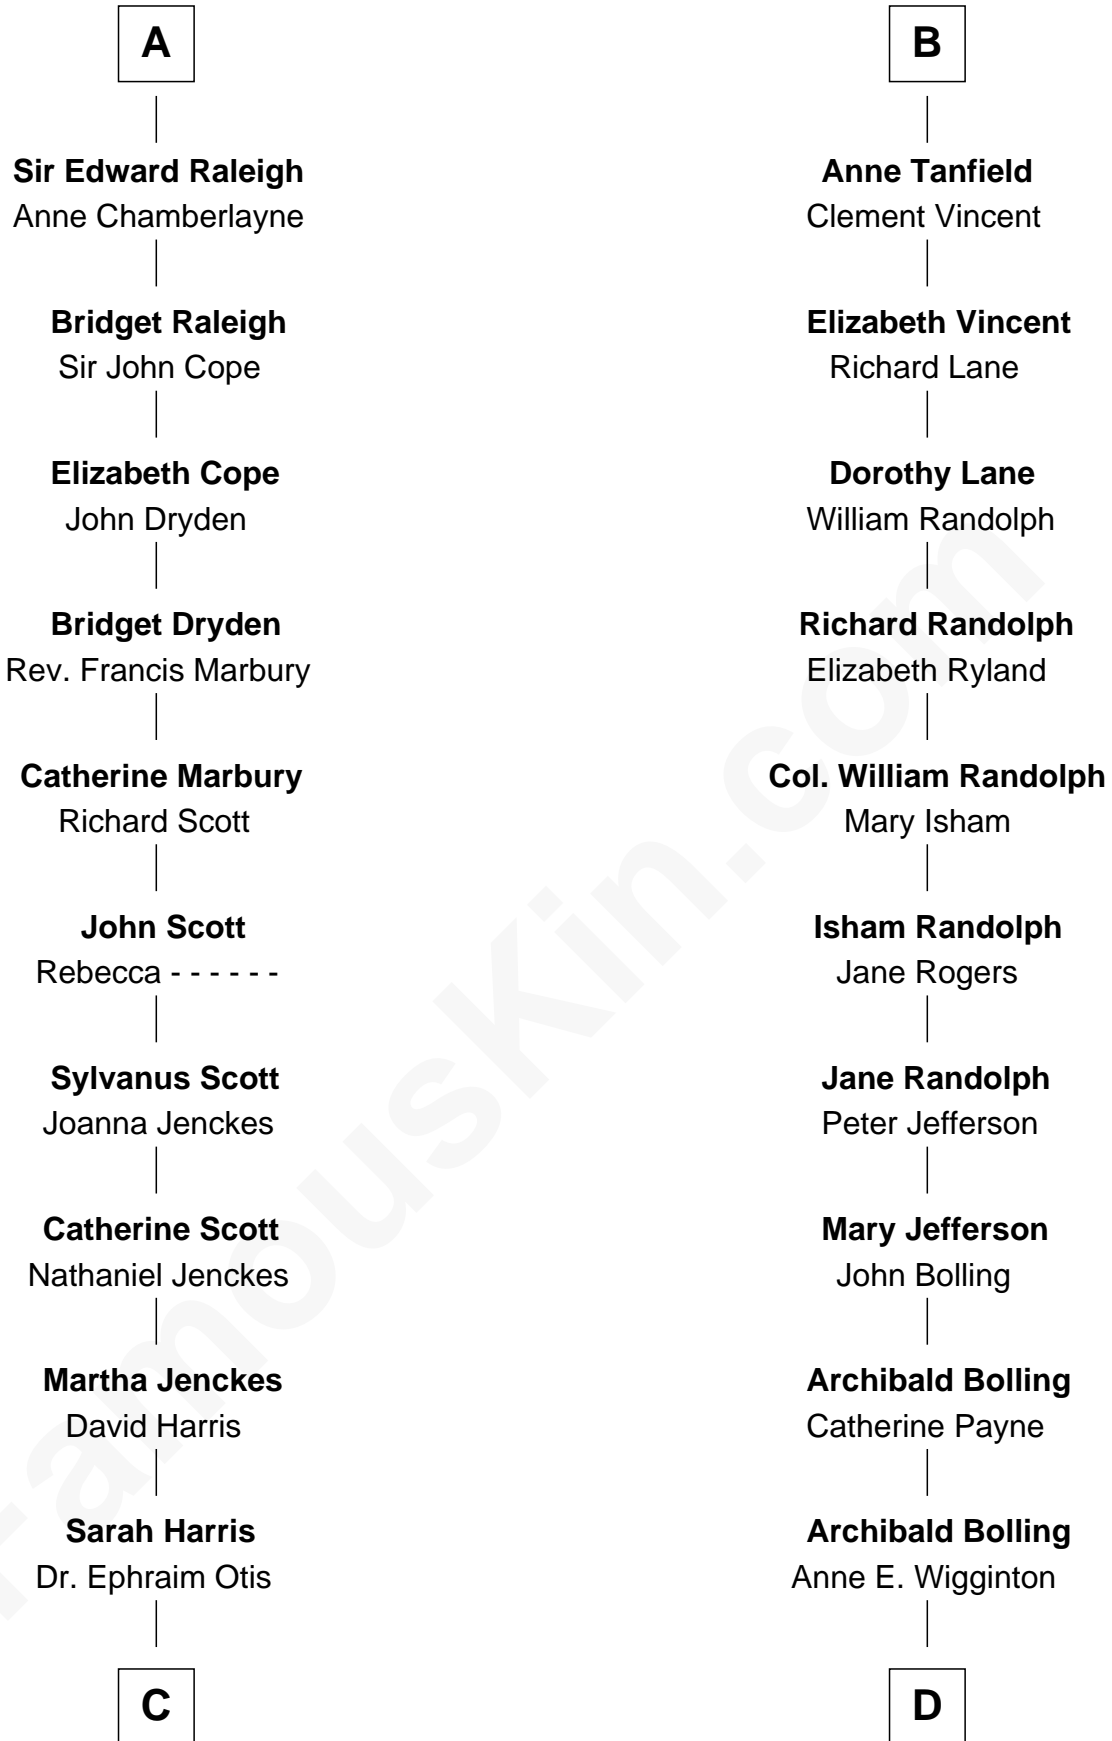 A
Sir Edward Raleigh
Anne Chamberlayne
Bridget Raleigh
Sir John Cope
Elizabeth Cope
John Dryden
Bridget Dryden
Rev. Francis Marbury
Catherine Marbury
Richard Scott
John Scott
Rebecca - - - - - -
Sylvanus Scott
Joanna Jenckes
Catherine Scott
Nathaniel Jenckes
Martha Jenckes
David Harris
Sarah Harris
Dr. Ephraim Otis
C
B
Anne Tanfield
Clement Vincent
Elizabeth Vincent
Richard Lane
Dorothy Lane
William Randolph
Richard Randolph
Elizabeth Ryland
Col. William Randolph
Mary Isham
Isham Randolph
Jane Rogers
Jane Randolph
Peter Jefferson
Mary Jefferson
John Bolling
Archibald Bolling
Catherine Payne
Archibald Bolling
Anne E. Wigginton
D
FamousKin.com